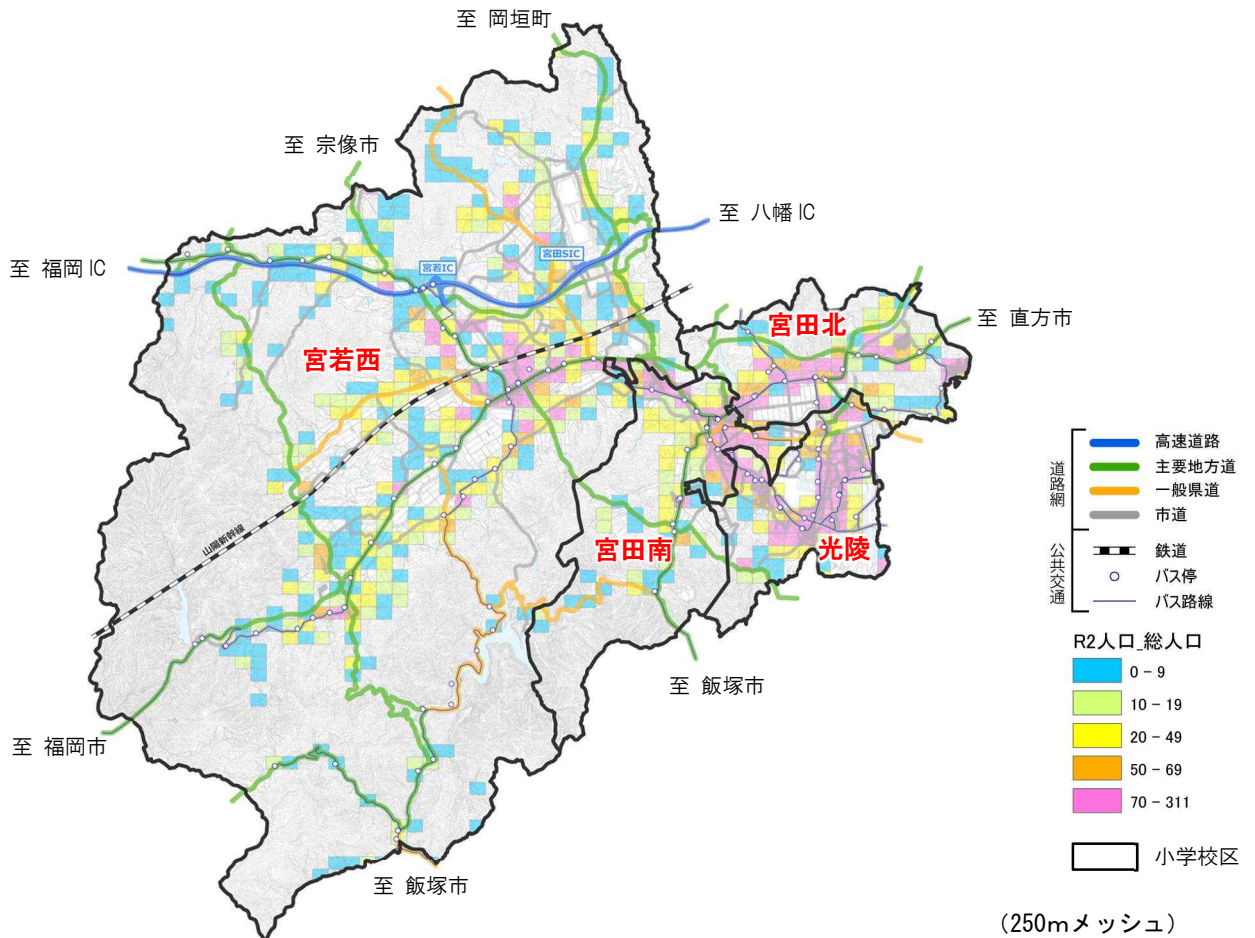 至 岡垣町
至 宗像市
至 八幡IC
至 福岡IC
宮若IC
宮田SIC
宮田北
至 直方市
宮若西
山陽新幹線
宮田南
光陵
至 飯塚市
至 福岡市
至 飯塚市
道路網
高速道路
主要地方道
一般県道
市道
公共交通
鉄道
バス停
バス路線
R2人口_総人口
0 - 9
10 - 19
20 - 49
50 - 69
70 - 311
小学校区
(250mメッシュ)